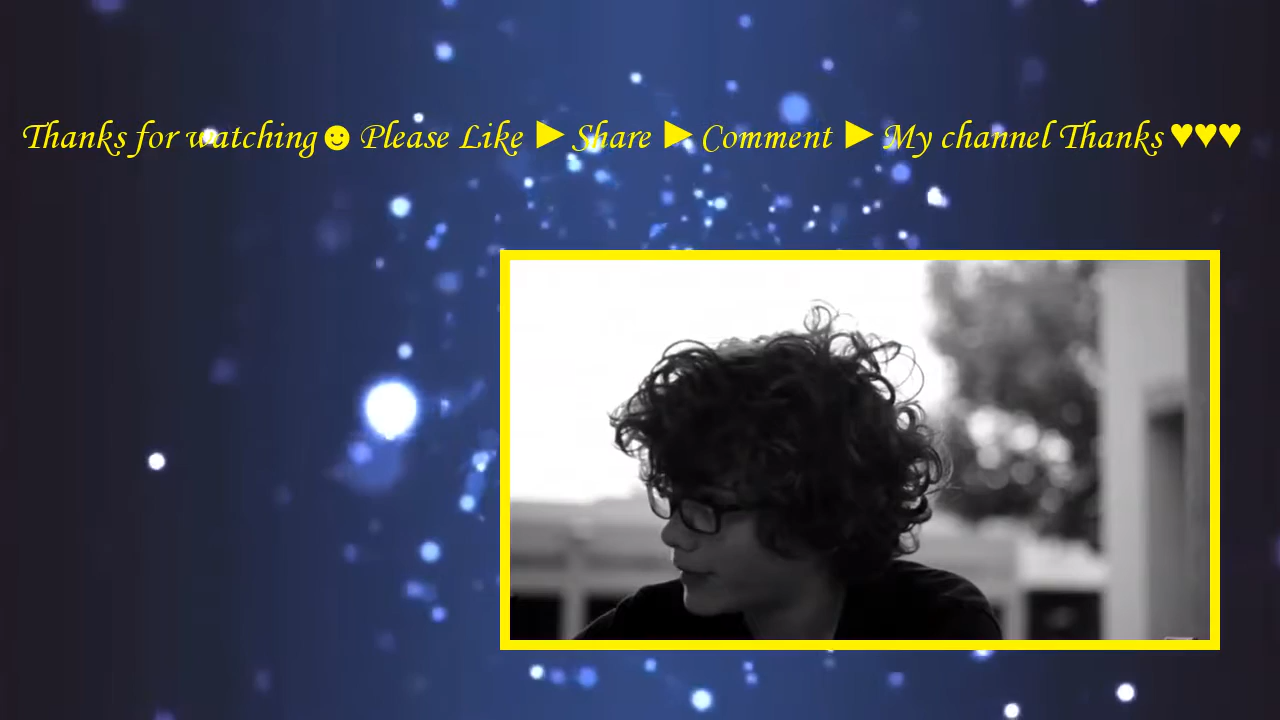 Thanks for watching☻Please Like ► Share ► Comment ► My channel Thanks ♥♥♥